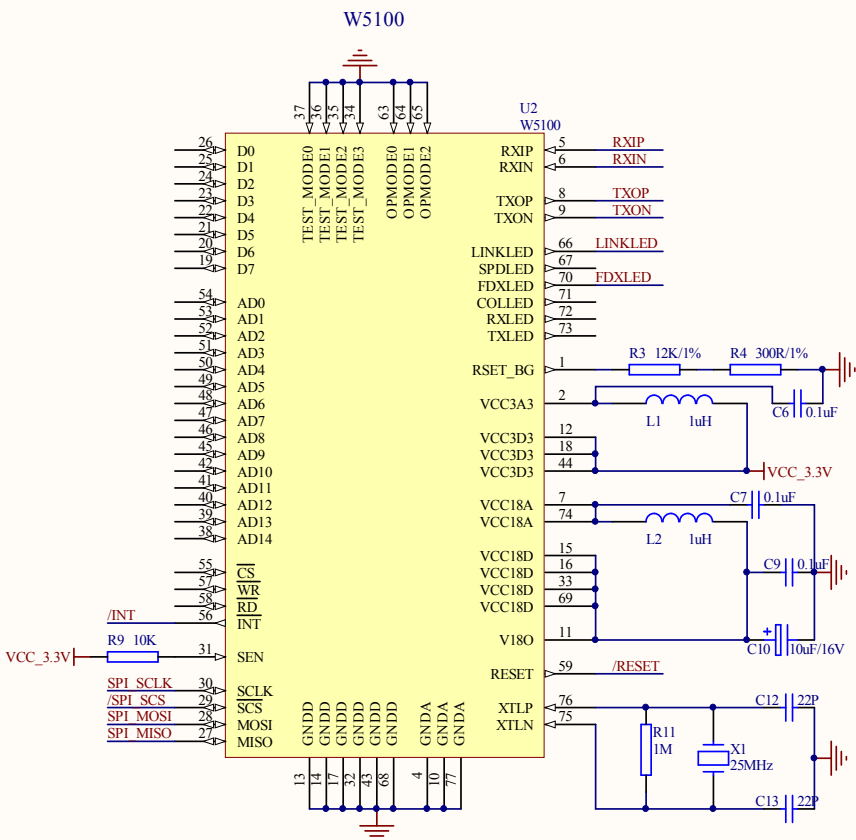 W5100
U2
W5100
37 36 35 34 63 64 65
TEST_MODE0 TEST_MODE1 TEST_MODE2 TEST_MODE3 OPMODE0 OPMODE1 OPMODE2
26 D0
25 D1
24 D2
23 D3
22 D4
21 D5
20 D6
19 D7
54 AD0
53 AD1
52 AD2
51 AD3
50 AD4
49 AD5
48 AD6
47 AD7
46 AD8
45 AD9
42 AD10
41 AD11
40 AD12
39 AD13
38 AD14
55 CS
57 WR
58 RD
/INT 56 INT
VCC_3.3V R9 10K 31 SEN
SPI_SCLK 30 SCLK
/SPI_SCS 29 SCS
SPI_MOSI 28 MOSI
SPI_MISO 27 MISO
RXIP 5 RXIP
RXIN 6 RXIN
TXOP 8 TXOP
TXON 9 TXON
LINKLED 66 LINKLED
SPDLED 67
FDXLED 70 FDXLED
COLLED 71
RXLED 72
TXLED 73
RSET_BG 1 R3 12K/1% R4 300R/1%
VCC3A3 2 L1 1uH C6 0.1uF
VCC3D3 12
VCC3D3 18
VCC3D3 44 VCC_3.3V
VCC18A 7 C7 0.1uF
VCC18A 74 L2 1uH
VCC18D 15
VCC18D 16 C9 0.1uF
VCC18D 33
VCC18D 69
V18O 11 + C10 10uF/16V
RESET 59 /RESET
XTLP 76 C12 22P
XTLN 75
R11 1M
X1 25MHz
C13 22P
GNDD GNDD GNDD GNDD GNDD GNDD GNDA GNDA GNDA
13 14 17 32 43 68 4 10 77